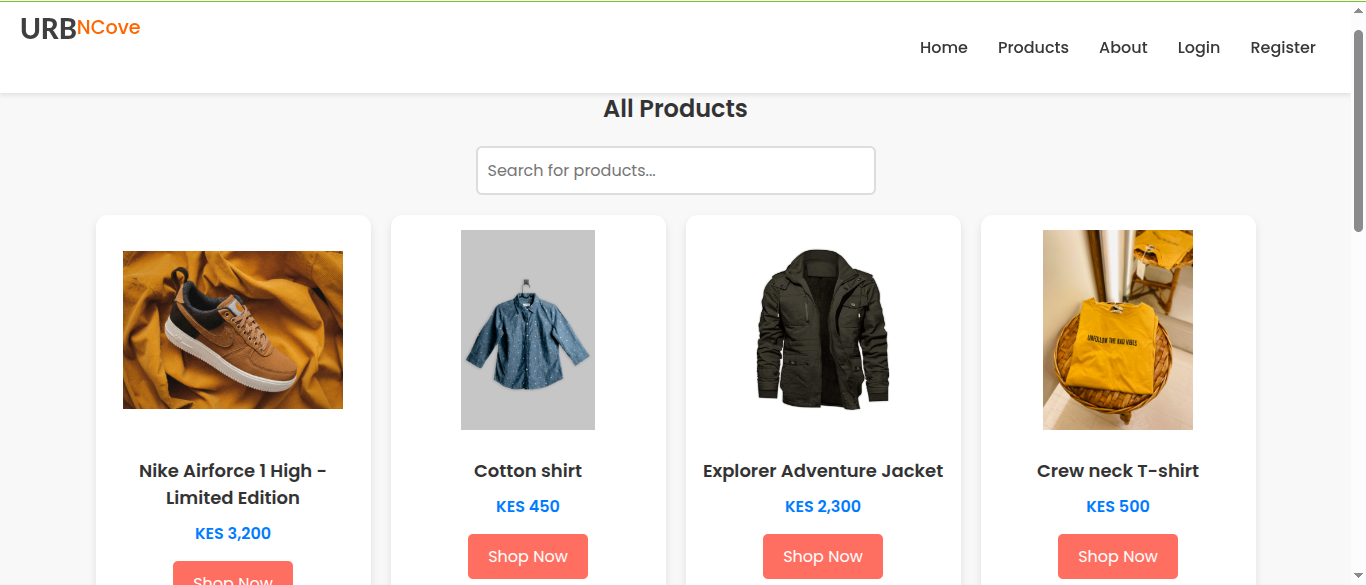 URBNCove
Home Products About Login Register
All Products
Search for products...
UNFOLLOW THE BAD VIBES
Nike Airforce 1 High -
Limited Edition
KES 3,200
Shop Now
Cotton shirt
KES 450
Shop Now
Explorer Adventure Jacket
KES 2,300
Shop Now
Crew neck T-shirt
KES 500
Shop Now